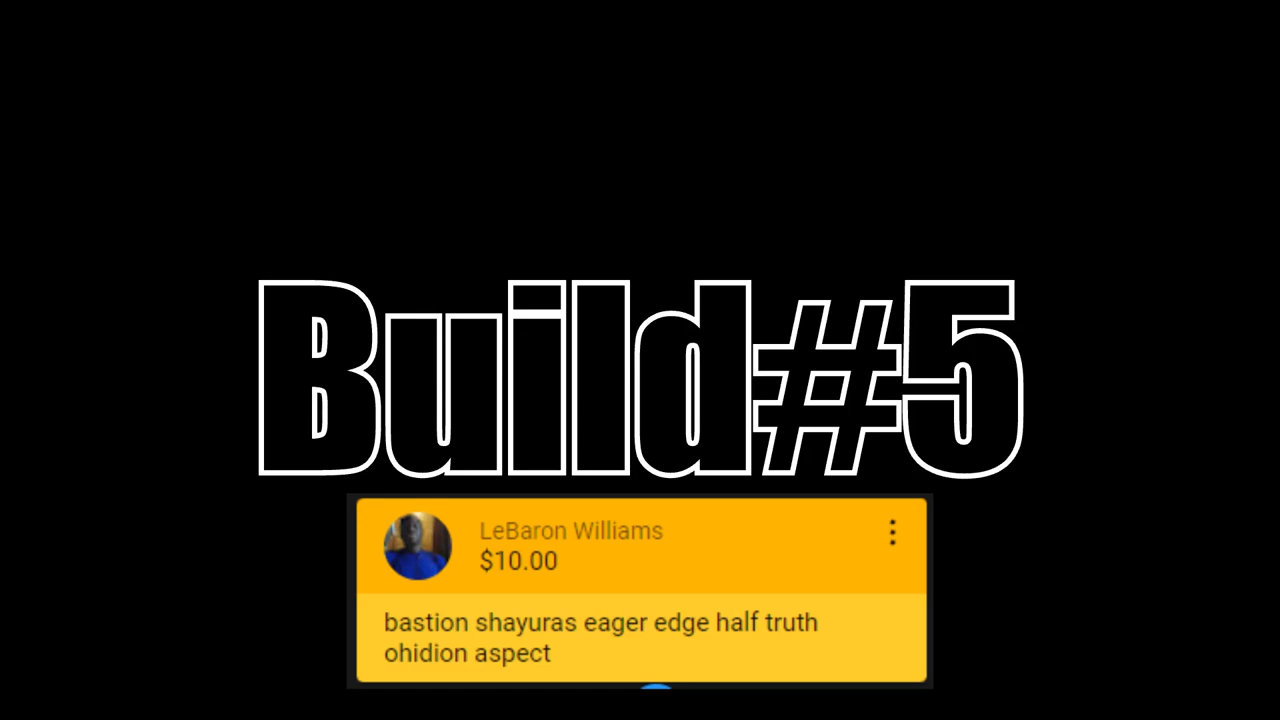 Build#5
LeBaron Williams
$10.00
bastion shayuras eager edge half truth
ohidion aspect